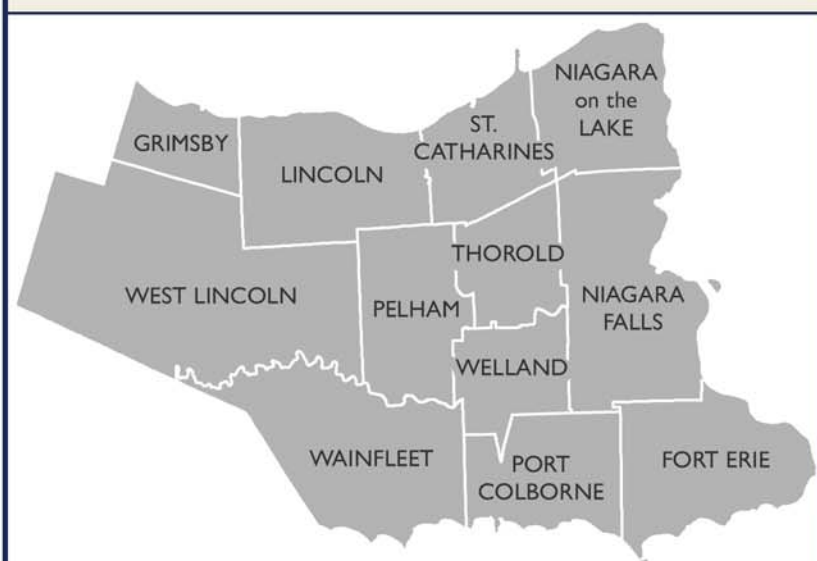 NIAGARA
on the
LAKE
ST.
CATHARINES
GRIMSBY
LINCOLN
THOROLD
WEST LINCOLN
PELHAM
NIAGARA
FALLS
WELLAND
WAINFLEET
PORT
COLBORNE
FORT ERIE